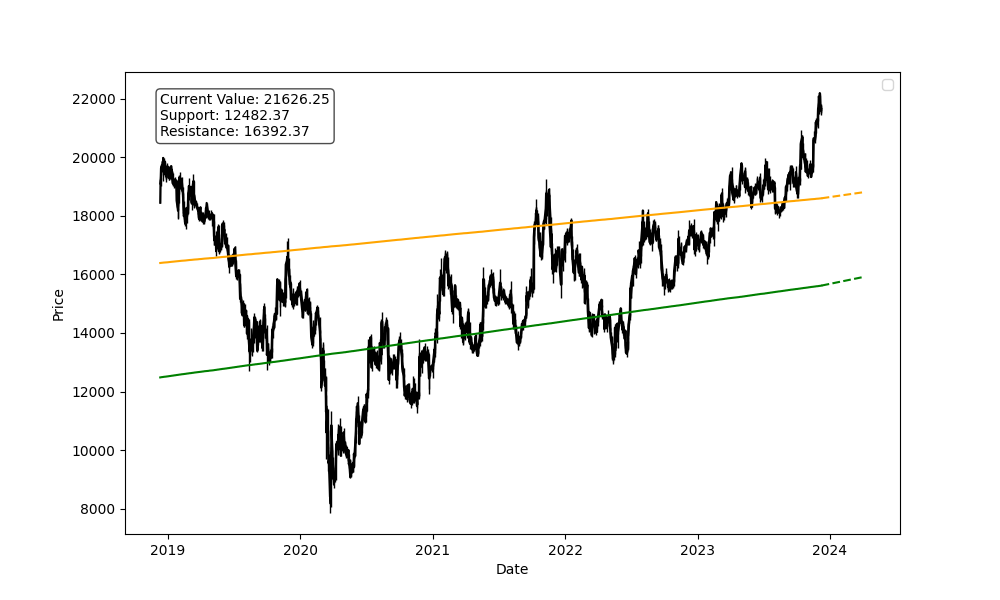 Current Value: 21626.25
Support: 12482.37
Resistance: 16392.37
22000
20000
18000
16000
14000
12000
10000
8000
Price
2019 2020 2021 2022 2023 2024
Date